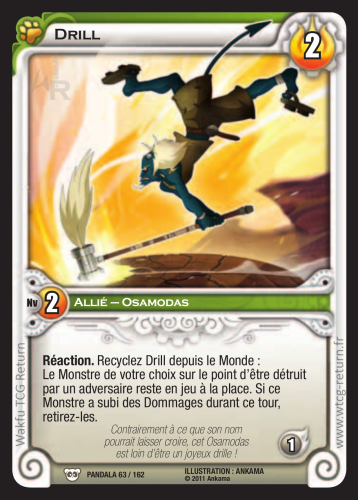 DRILL
2
WR
Nv 2 ALLIÉ – OSAMODAS
Réaction. Recyclez Drill depuis le Monde :
Le Monstre de votre choix sur le point d'être détruit
par un adversaire reste en jeu à la place. Si ce
Monstre a subi des Dommages durant ce tour,
retirez-les.
Contrairement à ce que son nom
pourrait laisser croire, cet Osamodas
est loin d'être un joyeux drille !
1
PANDALA 63 / 162
ILLUSTRATION : ANKAMA
© 2011 Ankama
Wakfu TCG Return
www.wtcg-return.fr